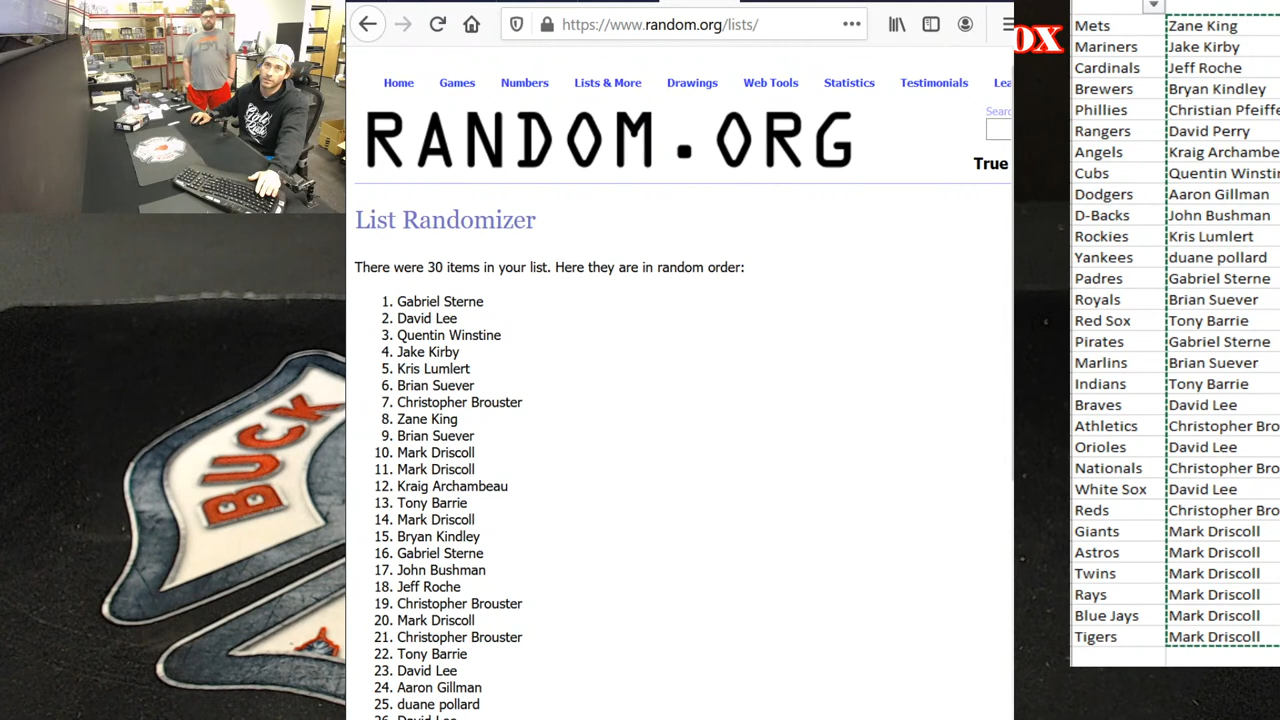 https://www.random.org/lists/
Home Games Numbers Lists & More Drawings Web Tools Statistics Testimonials
RANDOM.ORG
True
List Randomizer
There were 30 items in your list. Here they are in random order:
1. Gabriel Sterne
2. David Lee
3. Quentin Winstine
4. Jake Kirby
5. Kris Lumlert
6. Brian Suever
7. Christopher Brouster
8. Zane King
9. Brian Suever
10. Mark Driscoll
11. Mark Driscoll
12. Kraig Archambeau
13. Tony Barrie
14. Mark Driscoll
15. Bryan Kindley
16. Gabriel Sterne
17. John Bushman
18. Jeff Roche
19. Christopher Brouster
20. Mark Driscoll
21. Christopher Brouster
22. Tony Barrie
23. David Lee
24. Aaron Gillman
25. duane pollard
26. David Lee
OX
Mets Zane King
Mariners Jake Kirby
Cardinals Jeff Roche
Brewers Bryan Kindley
Phillies Christian Pfeiffe
Rangers David Perry
Angels Kraig Archambe
Cubs Quentin Winstin
Dodgers Aaron Gillman
D-Backs John Bushman
Rockies Kris Lumlert
Yankees duane pollard
Padres Gabriel Sterne
Royals Brian Suever
Red Sox Tony Barrie
Pirates Gabriel Sterne
Marlins Brian Suever
Indians Tony Barrie
Braves David Lee
Athletics Christopher Bro
Orioles David Lee
Nationals Christopher Bro
White Sox David Lee
Reds Christopher Bro
Giants Mark Driscoll
Astros Mark Driscoll
Twins Mark Driscoll
Rays Mark Driscoll
Blue Jays Mark Driscoll
Tigers Mark Driscoll
BUCK